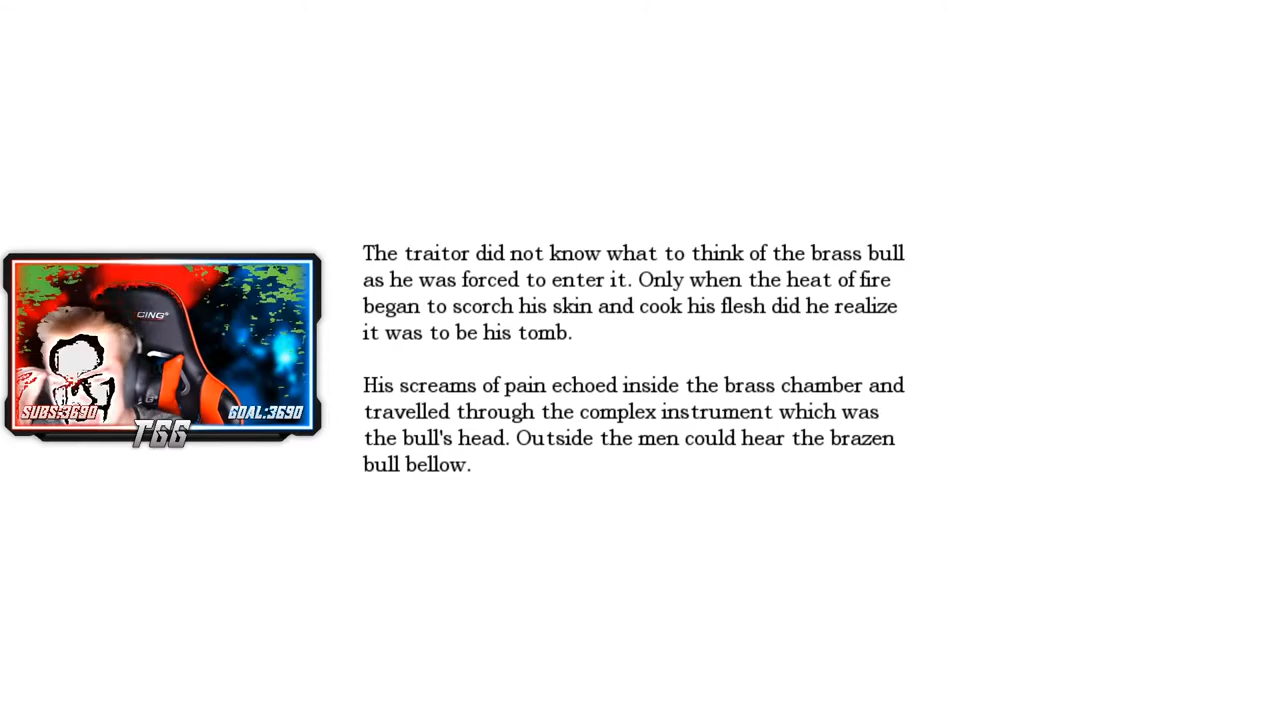 The traitor did not know what to think of the brass bull
as he was forced to enter it. Only when the heat of fire
began to scorch his skin and cook his flesh did he realize
it was to be his tomb.
His screams of pain echoed inside the brass chamber and
travelled through the complex instrument which was
the bull's head. Outside the men could hear the brazen
bull bellow.
CING
SUBS:3690
GOAL:3690
TGG